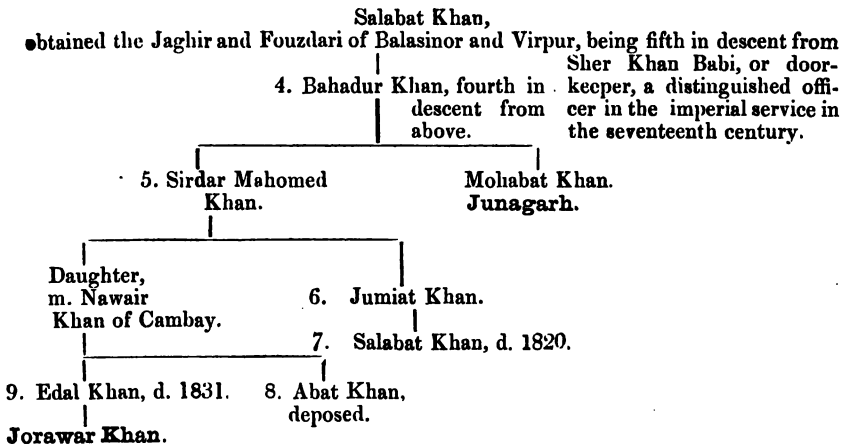 Salabat Khan,
obtained the Jaghir and Fouzdari of Balasinor and Virpur, being fifth in descent from
Sher Khan Babi, or door-
keeper, a distinguished offi-
cer in the imperial service in
the seventeenth century.
4. Bahadur Khan, fourth in
descent from
above.
5. Sirdar Mahomed
Khan.
Mohabat Khan.
Junagarh.
Daughter,
m. Nawair
Khan of Cambay.
6. Jumiat Khan.
7. Salabat Khan, d. 1820.
9. Edal Khan, d. 1831.
8. Abat Khan,
deposed.
Jorawar Khan.